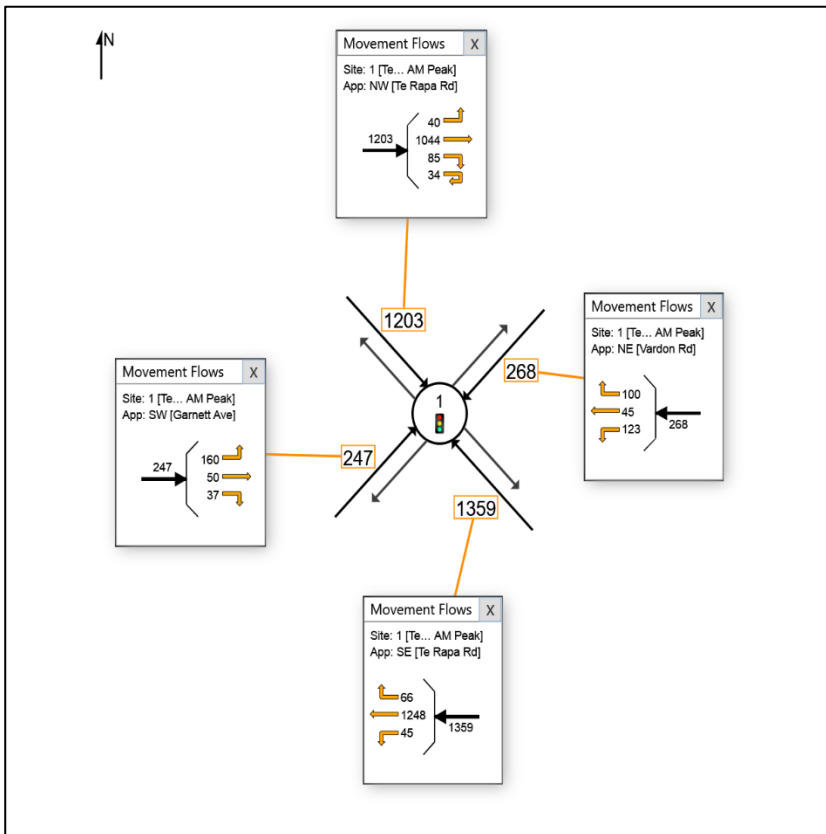 N
Movement Flows X
Site: 1 [Te... AM Peak]
App: NW [Te Rapa Rd]
40
1203
1044
85
34
1203
Movement Flows X
Site: 1 [Te... AM Peak]
App: NE [Vardon Rd]
100
45
123
268
268
Movement Flows X
Site: 1 [Te... AM Peak]
App: SW [Garnett Ave]
247
160
50
37
247
1
1359
Movement Flows X
Site: 1 [Te... AM Peak]
App: SE [Te Rapa Rd]
66
1248
45
1359